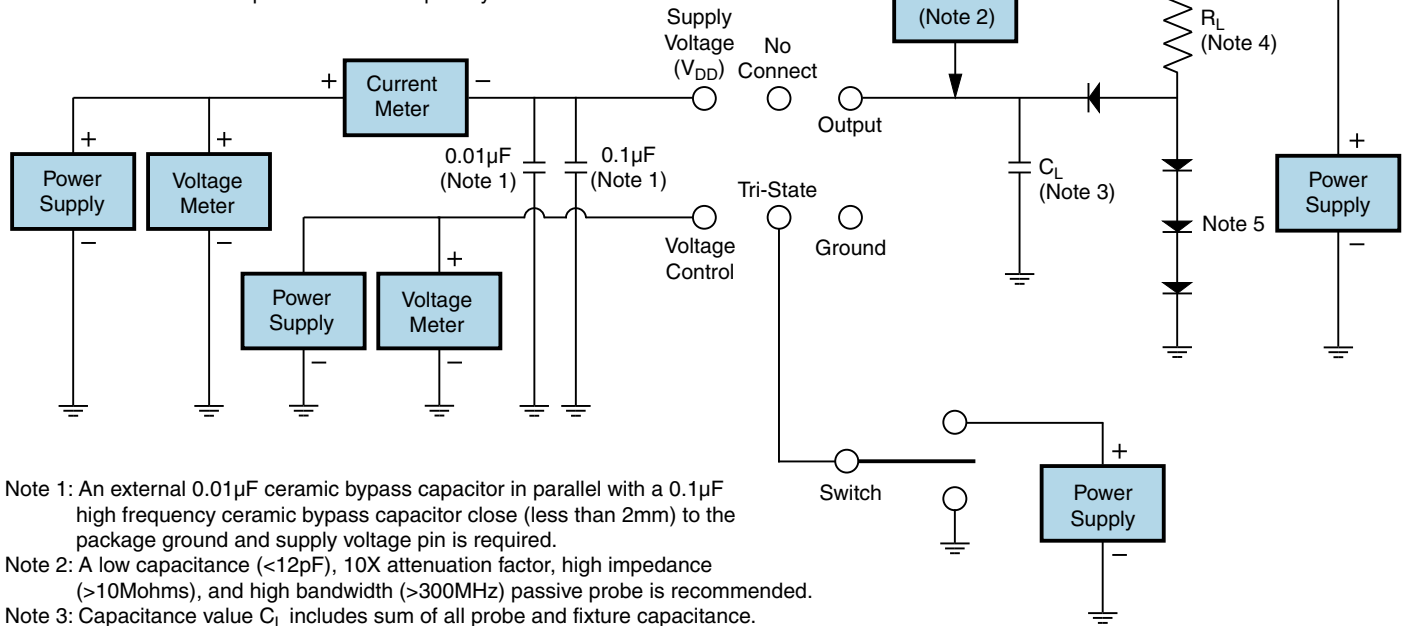 Supply
Voltage
(VDD)
No
Connect
(Note 2)
RL
(Note 4)
+
Current
Meter
−
Output
+
Power
Supply
−
+
Voltage
Meter
−
0.01µF
(Note 1)
0.1µF
(Note 1)
CL
(Note 3)
+
Power
Supply
−
Tri-State
Note 5
Voltage
Control
Ground
Power
Supply
−
+
Voltage
Meter
−
Switch
+
Power
Supply
−
Note 1: An external 0.01µF ceramic bypass capacitor in parallel with a 0.1µF
high frequency ceramic bypass capacitor close (less than 2mm) to the
package ground and supply voltage pin is required.
Note 2: A low capacitance (<12pF), 10X attenuation factor, high impedance
(>10Mohms), and high bandwidth (>300MHz) passive probe is recommended.
Note 3: Capacitance value CL includes sum of all probe and fixture capacitance.